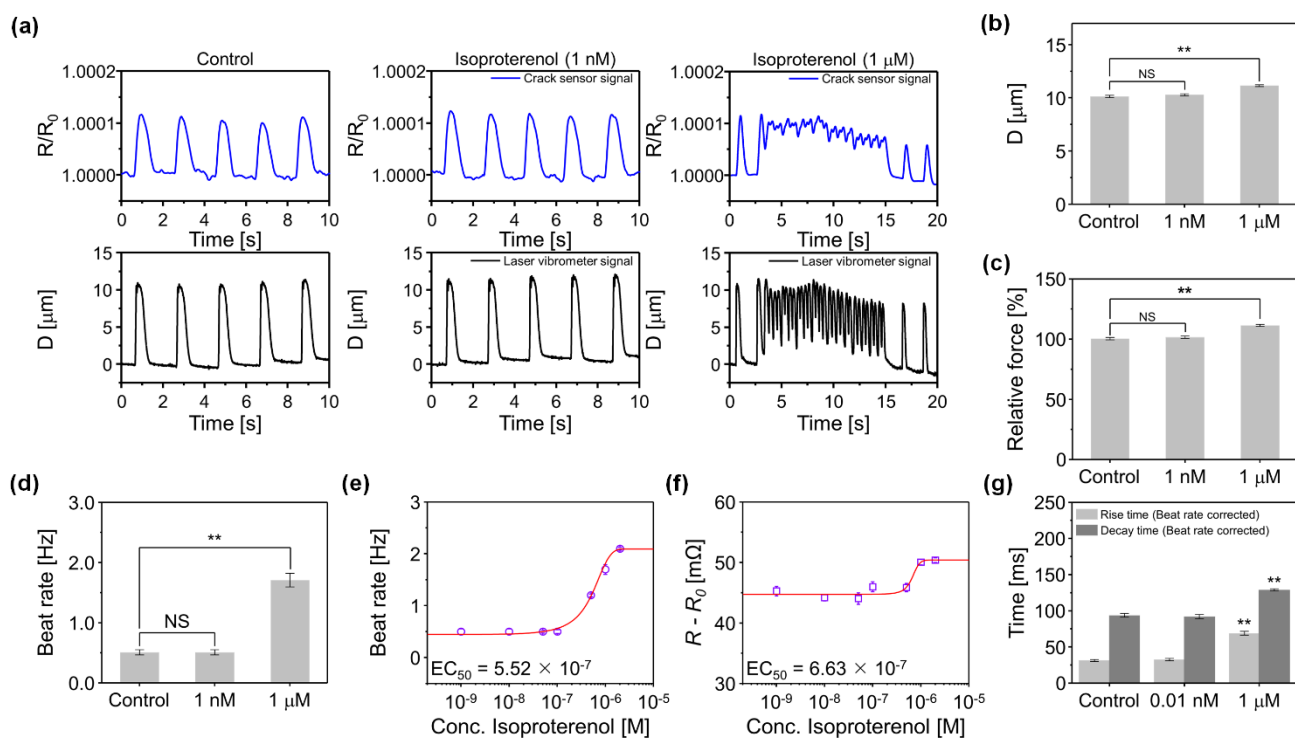 (a)
Control
Isoproterenol (1 nM)
Isoproterenol (1 μM)
1.0002
1.0001
1.0000
R/R0
0 2 4 6 8 10
Time [s]
Crack sensor signal
R/R0
0 2 4 6 8 10
Time [s]
1.0002
1.0001
1.0000
Crack sensor signal
R/R0
0 5 10 15 20
Time [s]
15
10
5
0
D [μm]
0 2 4 6 8 10
Time [s]
Laser vibrometer signal
D [μm]
0 2 4 6 8 10
Time [s]
15
10
5
0
Laser vibrometer signal
D [μm]
0 5 10 15 20
Time [s]
(b)
15
10
5
0
D [μm]
**
NS
Control 1 nM 1 μM
(c)
150
100
50
0
Relative force [%]
**
NS
Control 1 nM 1 μM
(d)
3.0
2.0
1.0
0.0
Beat rate [Hz]
**
NS
Control 1 nM 1 μM
(e)
3
2
1
0
Beat rate [Hz]
EC50 = 5.52 × 10-7
10-9 10-8 10-7 10-6 10-5
Conc. Isoproterenol [M]
(f)
60
50
40
30
R - R0 [mΩ]
EC50 = 6.63 × 10-7
10-9 10-8 10-7 10-6 10-5
Conc. Isoproterenol [M]
(g)
250
200
150
100
50
0
Time [ms]
Rise time (Beat rate corrected)
Decay time (Beat rate corrected)
**
**
Control 0.01 nM 1 μM